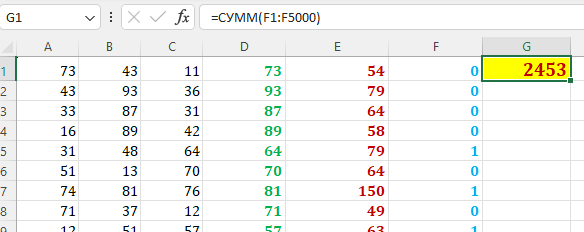 G1 fx =СУММ(F1:F5000)
A B C D E F G
1 73 43 11 73 54 0 2453
2 43 93 36 93 79 0
3 33 87 31 87 64 0
4 16 89 42 89 58 0
5 31 48 64 64 79 1
6 51 13 70 70 64 0
7 74 81 76 81 150 1
8 71 37 12 71 49 0
9 12 51 57 57 63 1